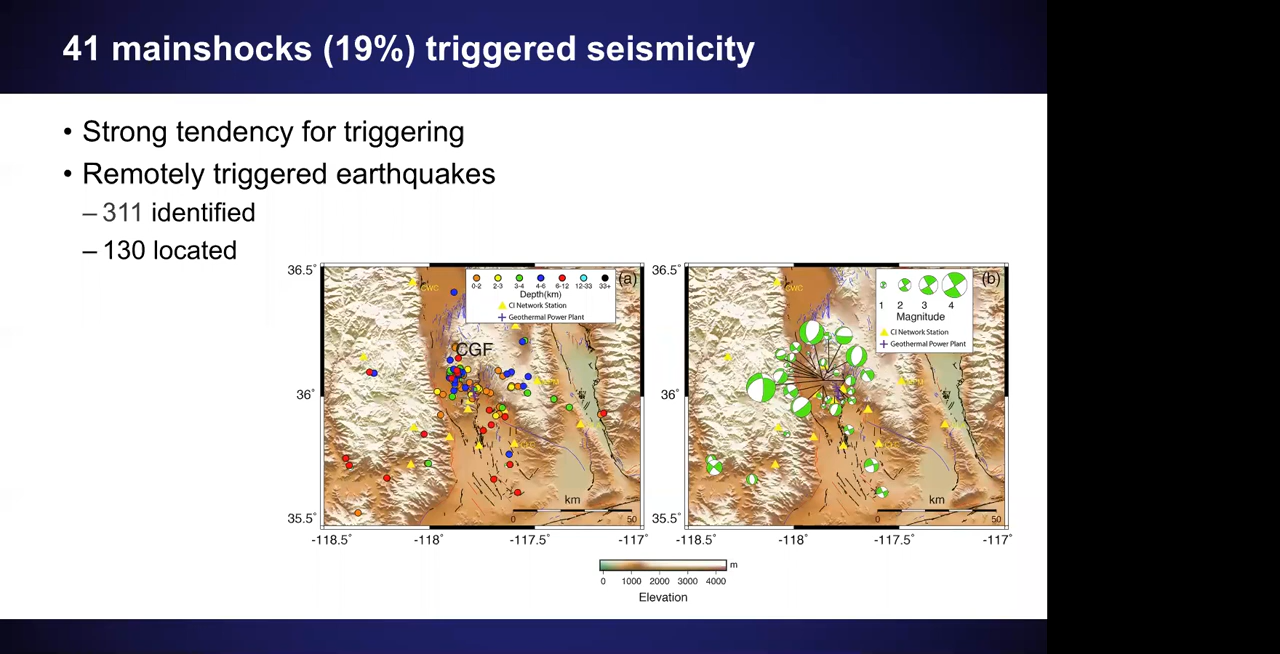 41 mainshocks (19%) triggered seismicity
• Strong tendency for triggering
• Remotely triggered earthquakes
– 311 identified
– 130 located
36.5°
36°
35.5°
-118.5°
-118°
-117.5°
-117°
CWC
CGF
0-2 2-3 3-4 4-6 6-12 12-33 33+
Depth(km)
CI Network Station
Geothermal Power Plant
(a)
km
0 50
36.5°
36°
35.5°
-118.5°
-118°
-117.5°
-117°
CWC
1 2 3 4
Magnitude
CI Network Station
Geothermal Power Plant
(b)
km
0 50
m
0 1000 2000 3000 4000
Elevation